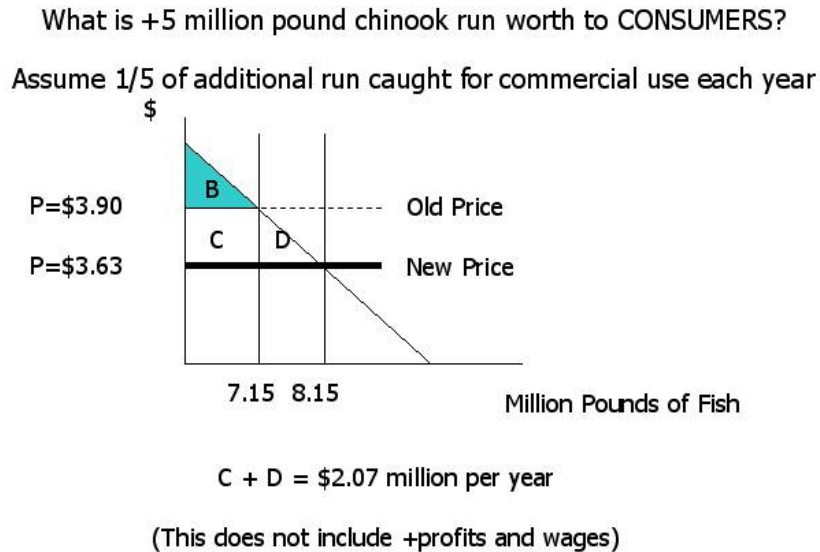 What is +5 million pound chinook run worth to CONSUMERS?
Assume 1/5 of additional run caught for commercial use each year
$
B
P=$3.90
Old Price
C
D
P=$3.63
New Price
7.15 8.15
Million Pounds of Fish
C + D = $2.07 million per year
(This does not include +profits and wages)